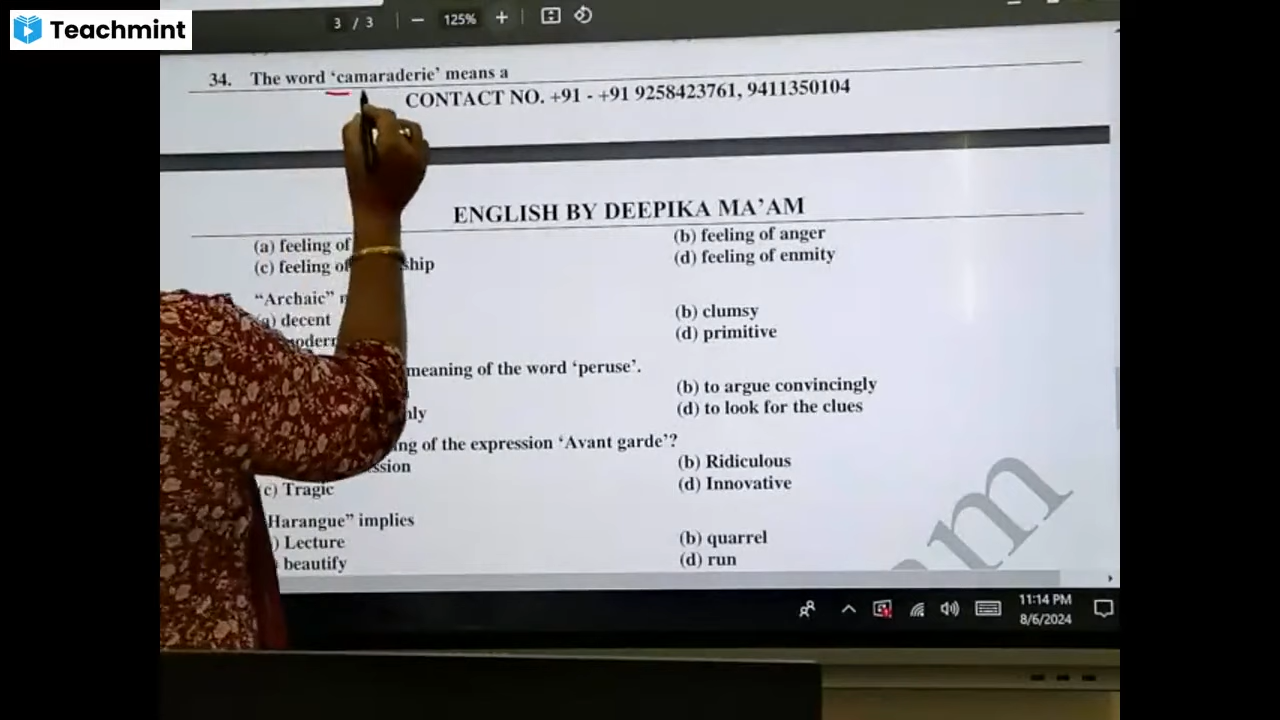 Teachmint
3 / 3 — 125% +
34. The word ‘camaraderie’ means a
CONTACT NO. +91 - +91 9258423761, 9411350104
ENGLISH BY DEEPIKA MA’AM
(a) feeling of (b) feeling of anger
(c) feeling of ship (d) feeling of enmity
“Archaic”
(a) decent (b) clumsy
modern (d) primitive
meaning of the word ‘peruse’.
(b) to argue convincingly
(d) to look for the clues
of the expression ‘Avant garde’?
(b) Ridiculous
c) Tragic (d) Innovative
Harangue” implies
) Lecture (b) quarrel
beautify (d) run
11:14 PM
8/6/2024